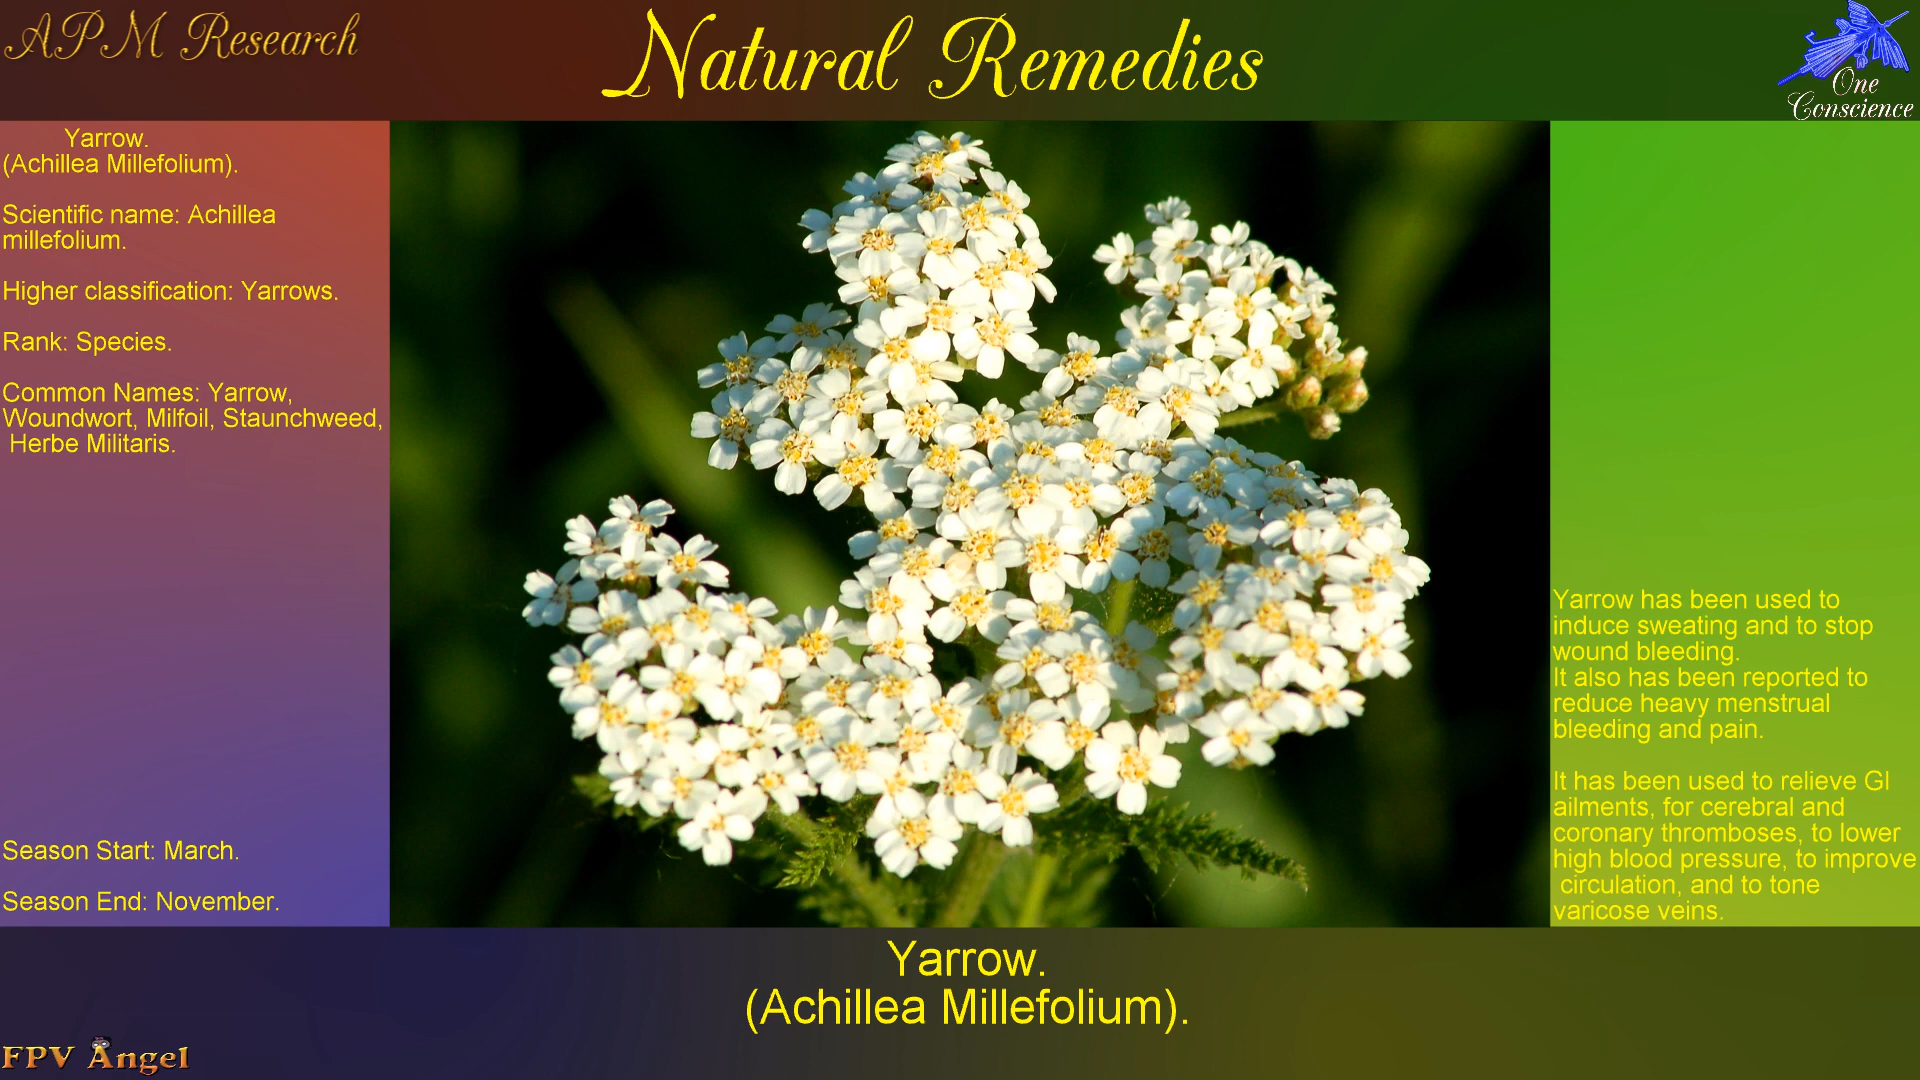 APM Research
Natural Remedies
One
Conscience
Yarrow.
(Achillea Millefolium).
Scientific name: Achillea
millefolium.
Higher classification: Yarrows.
Rank: Species.
Common Names: Yarrow,
Woundwort, Milfoil, Staunchweed,
Herbe Militaris.
Season Start: March.
Season End: November.
Yarrow has been used to
induce sweating and to stop
wound bleeding.
It also has been reported to
reduce heavy menstrual
bleeding and pain.
It has been used to relieve GI
ailments, for cerebral and
coronary thromboses, to lower
high blood pressure, to improve
circulation, and to tone
varicose veins.
Yarrow.
(Achillea Millefolium).
FPV Angel